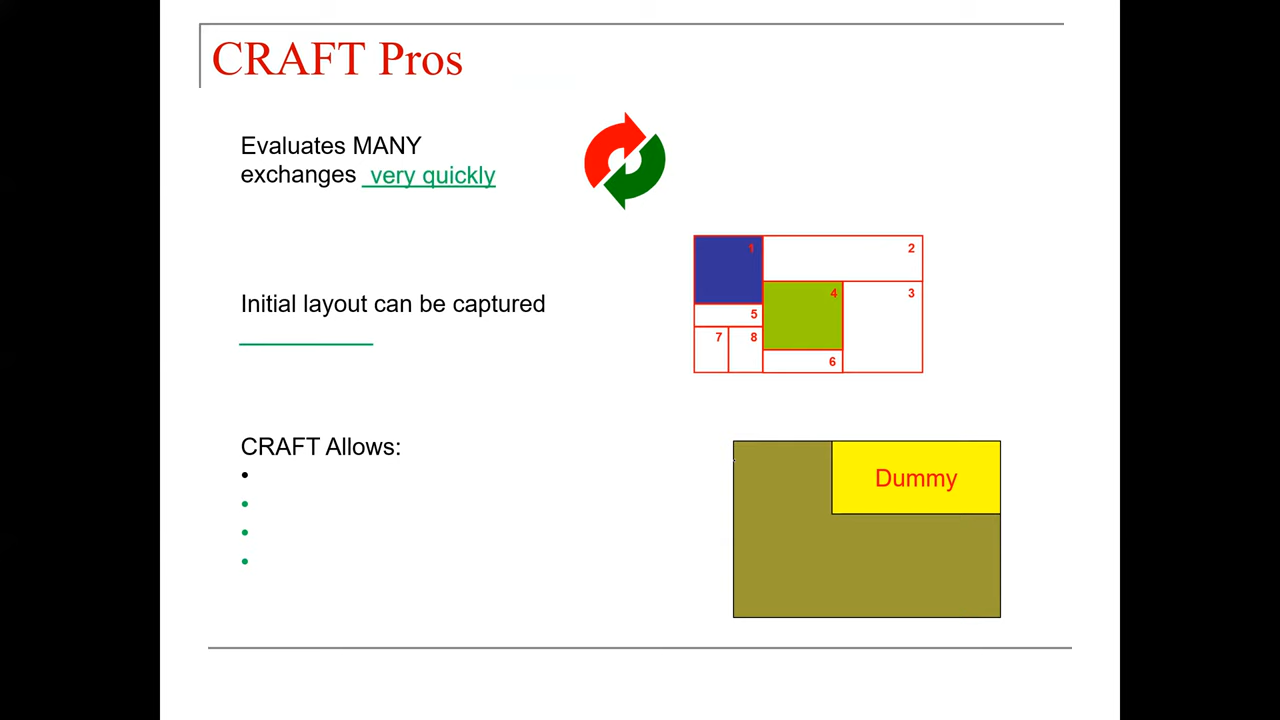 CRAFT Pros
Evaluates MANY
exchanges very quickly
1
2
4
3
5
7
8
6
Initial layout can be captured
CRAFT Allows:
•
•
•
•
Dummy